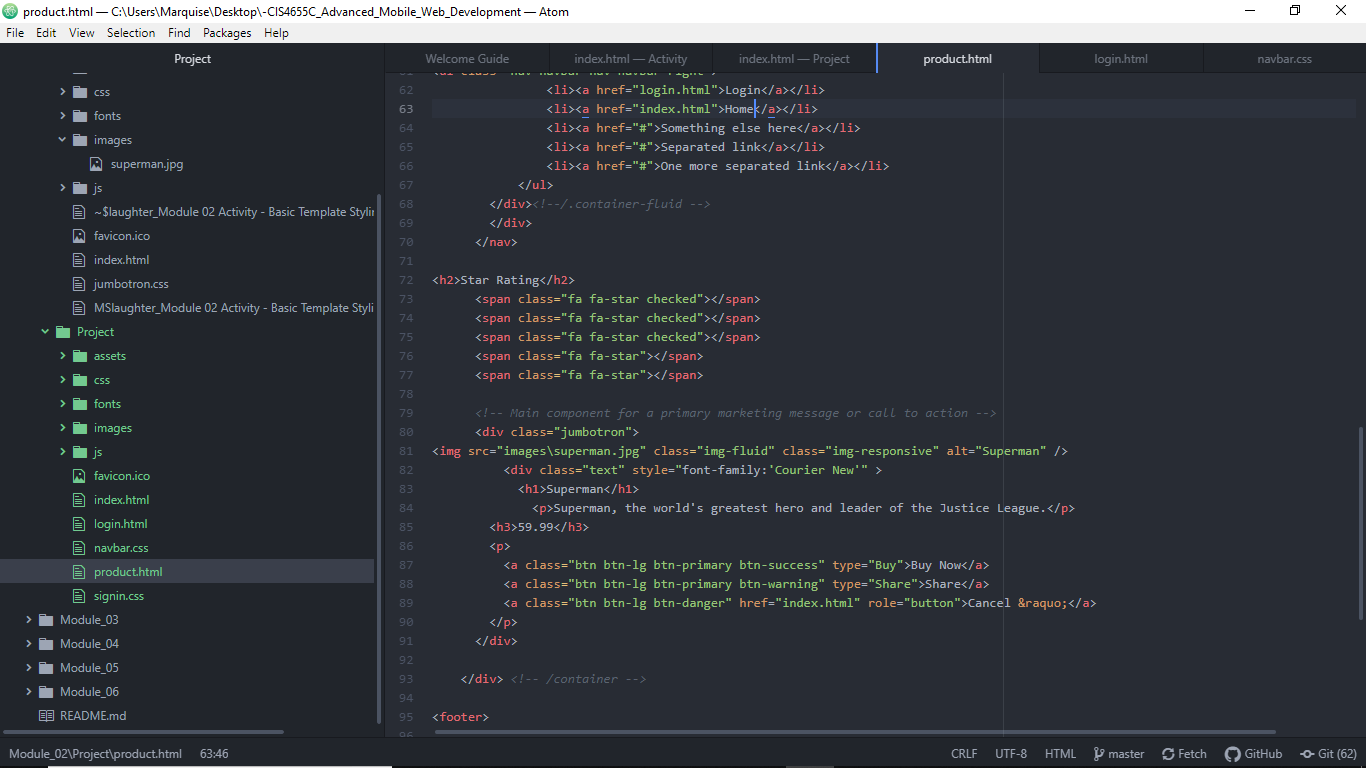 product.html — C:\Users\Marquise\Desktop\-CIS4655C_Advanced_Mobile_Web_Development — Atom
File Edit View Selection Find Packages Help
Project
css
fonts
images
superman.jpg
js
~$laughter_Module 02 Activity - Basic Template Stylin
favicon.ico
index.html
jumbotron.css
MSlaughter_Module 02 Activity - Basic Template Styli
Project
assets
css
fonts
images
js
favicon.ico
index.html
login.html
navbar.css
product.html
signin.css
Module_03
Module_04
Module_05
Module_06
README.md
Welcome Guide index.html — Activity index.html — Project product.html login.html navbar.css
62 <li><a href="login.html">Login</a></li>
63 <li><a href="index.html">Home</a></li>
64 <li><a href="#">Something else here</a></li>
65 <li><a href="#">Separated link</a></li>
66 <li><a href="#">One more separated link</a></li>
67 </ul>
68 </div><!--/.container-fluid -->
69 </div>
70 </nav>
71
72 <h2>Star Rating</h2>
73 <span class="fa fa-star checked"></span>
74 <span class="fa fa-star checked"></span>
75 <span class="fa fa-star checked"></span>
76 <span class="fa fa-star"></span>
77 <span class="fa fa-star"></span>
78
79 <!-- Main component for a primary marketing message or call to action -->
80 <div class="jumbotron">
81 <img src="images\superman.jpg" class="img-fluid" class="img-responsive" alt="Superman" />
82 <div class="text" style="font-family:'Courier New'" >
83 <h1>Superman</h1>
84 <p>Superman, the world's greatest hero and leader of the Justice League.</p>
85 <h3>59.99</h3>
86 <p>
87 <a class="btn btn-lg btn-primary btn-success" type="Buy">Buy Now</a>
88 <a class="btn btn-lg btn-primary btn-warning" type="Share">Share</a>
89 <a class="btn btn-lg btn-danger" href="index.html" role="button">Cancel &raquo;</a>
90 </p>
91 </div>
92
93 </div> <!-- /container -->
94
95 <footer>
Module_02\Project\product.html 63:46 CRLF UTF-8 HTML master Fetch GitHub Git (62)